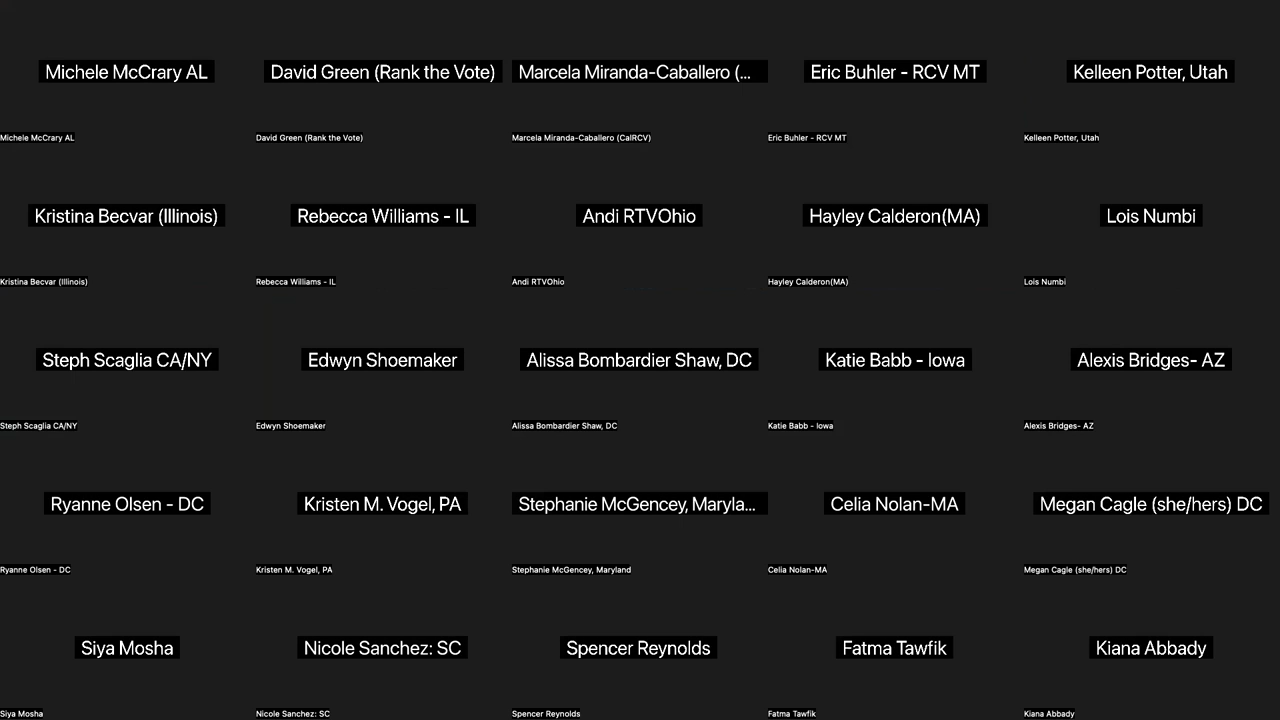 Michele McCrary AL
David Green (Rank the Vote)
Marcela Miranda-Caballero (...
Eric Buhler - RCV MT
Kelleen Potter, Utah
Michele McCrary AL
David Green (Rank the Vote)
Marcela Miranda-Caballero (CalRCV)
Eric Buhler - RCV MT
Kelleen Potter, Utah
Kristina Becvar (Illinois)
Rebecca Williams - IL
Andi RTVOhio
Hayley Calderon(MA)
Lois Numbi
Kristina Becvar (Illinois)
Rebecca Williams - IL
Andi RTVOhio
Hayley Calderon(MA)
Lois Numbi
Steph Scaglia CA/NY
Edwyn Shoemaker
Alissa Bombardier Shaw, DC
Katie Babb - Iowa
Alexis Bridges- AZ
Steph Scaglia CA/NY
Edwyn Shoemaker
Alissa Bombardier Shaw, DC
Katie Babb - Iowa
Alexis Bridges- AZ
Ryanne Olsen - DC
Kristen M. Vogel, PA
Stephanie McGencey, Maryla...
Celia Nolan-MA
Megan Cagle (she/hers) DC
Ryanne Olsen - DC
Kristen M. Vogel, PA
Stephanie McGencey, Maryland
Celia Nolan-MA
Megan Cagle (she/hers) DC
Siya Mosha
Nicole Sanchez: SC
Spencer Reynolds
Fatma Tawfik
Kiana Abbady
Siya Mosha
Nicole Sanchez: SC
Spencer Reynolds
Fatma Tawfik
Kiana Abbady